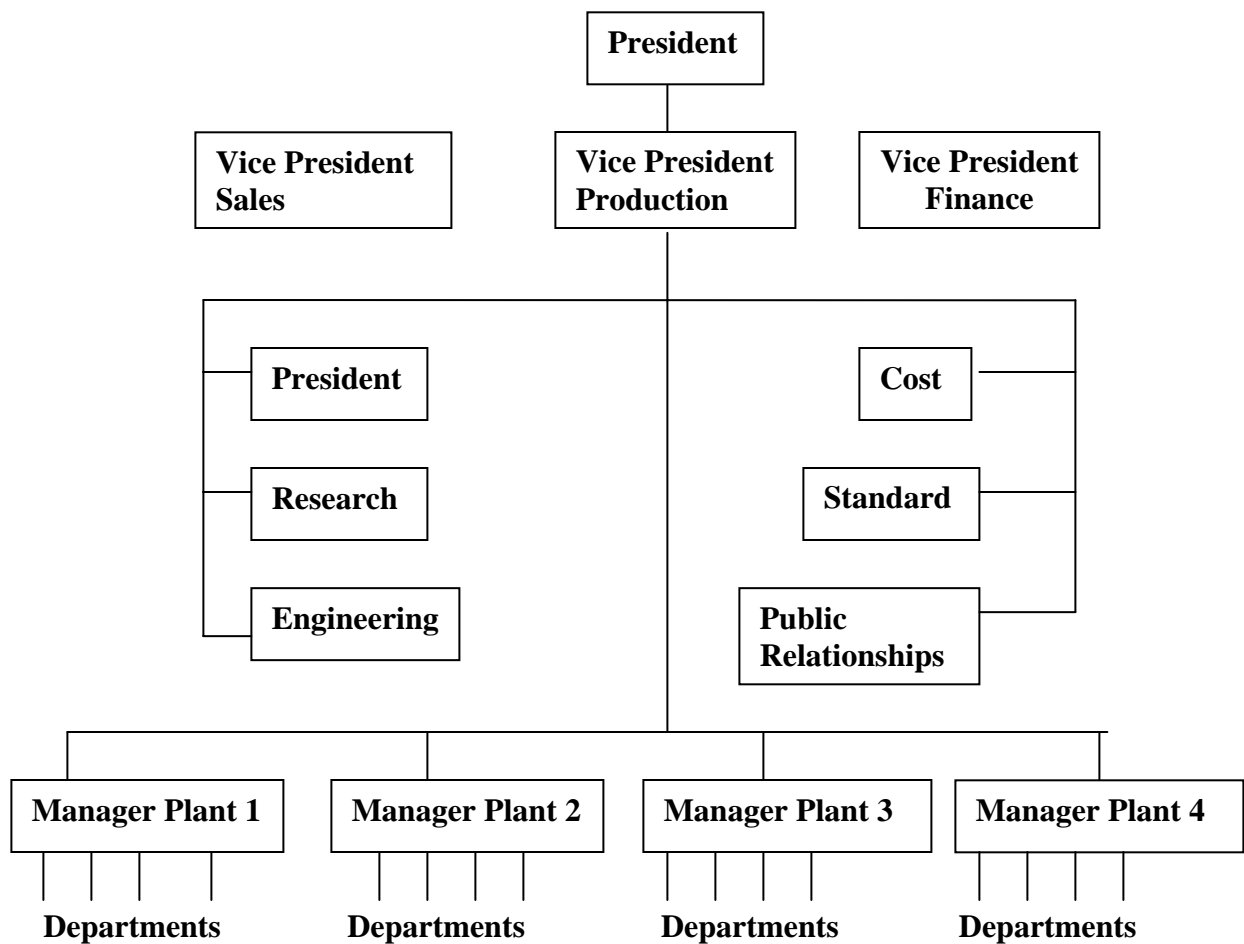 President
Vice President
Sales
Vice President
Production
Vice President
Finance
President
Cost
Research
Standard
Engineering
Public
Relationships
Manager Plant 1
Manager Plant 2
Manager Plant 3
Manager Plant 4
Departments
Departments
Departments
Departments